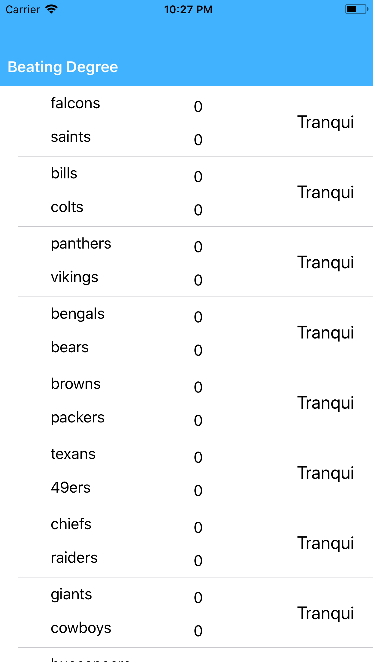 Carrier 10:27 PM
Beating Degree
falcons 0
Tranqui
saints 0
bills 0
Tranqui
colts 0
panthers 0
Tranqui
vikings 0
bengals 0
Tranqui
bears 0
browns 0
Tranqui
packers 0
texans 0
Tranqui
49ers 0
chiefs 0
Tranqui
raiders 0
giants 0
Tranqui
cowboys 0